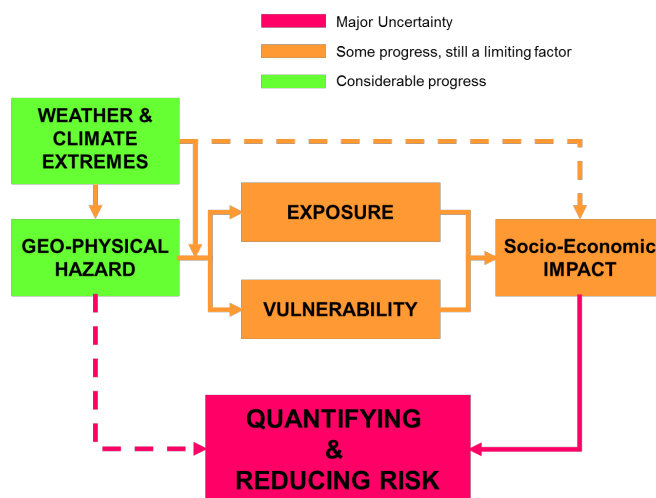 Major Uncertainty
Some progress, still a limiting factor
Considerable progress
WEATHER &
CLIMATE
EXTREMES
EXPOSURE
GEO-PHYSICAL
HAZARD
Socio-Economic
IMPACT
VULNERABILITY
QUANTIFYING
&
REDUCING RISK